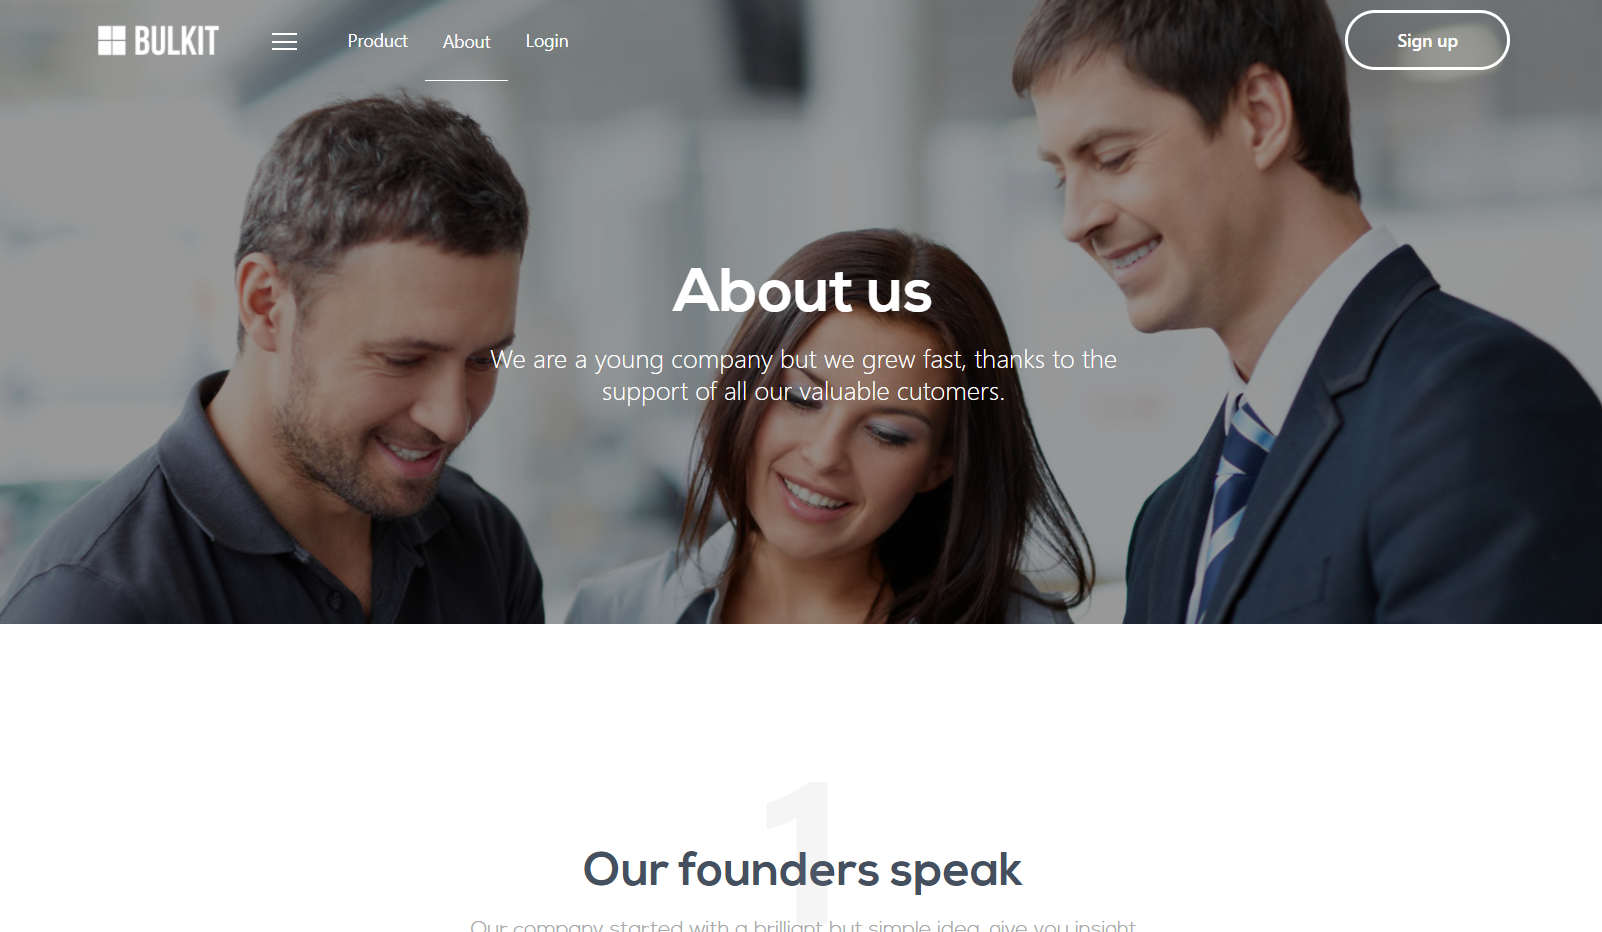 BULKIT
Product
About
Login
Sign up
About us
We are a young company but we grew fast, thanks to the
support of all our valuable cutomers.
1
Our founders speak
Our company started with a brilliant but simple idea, give you insight